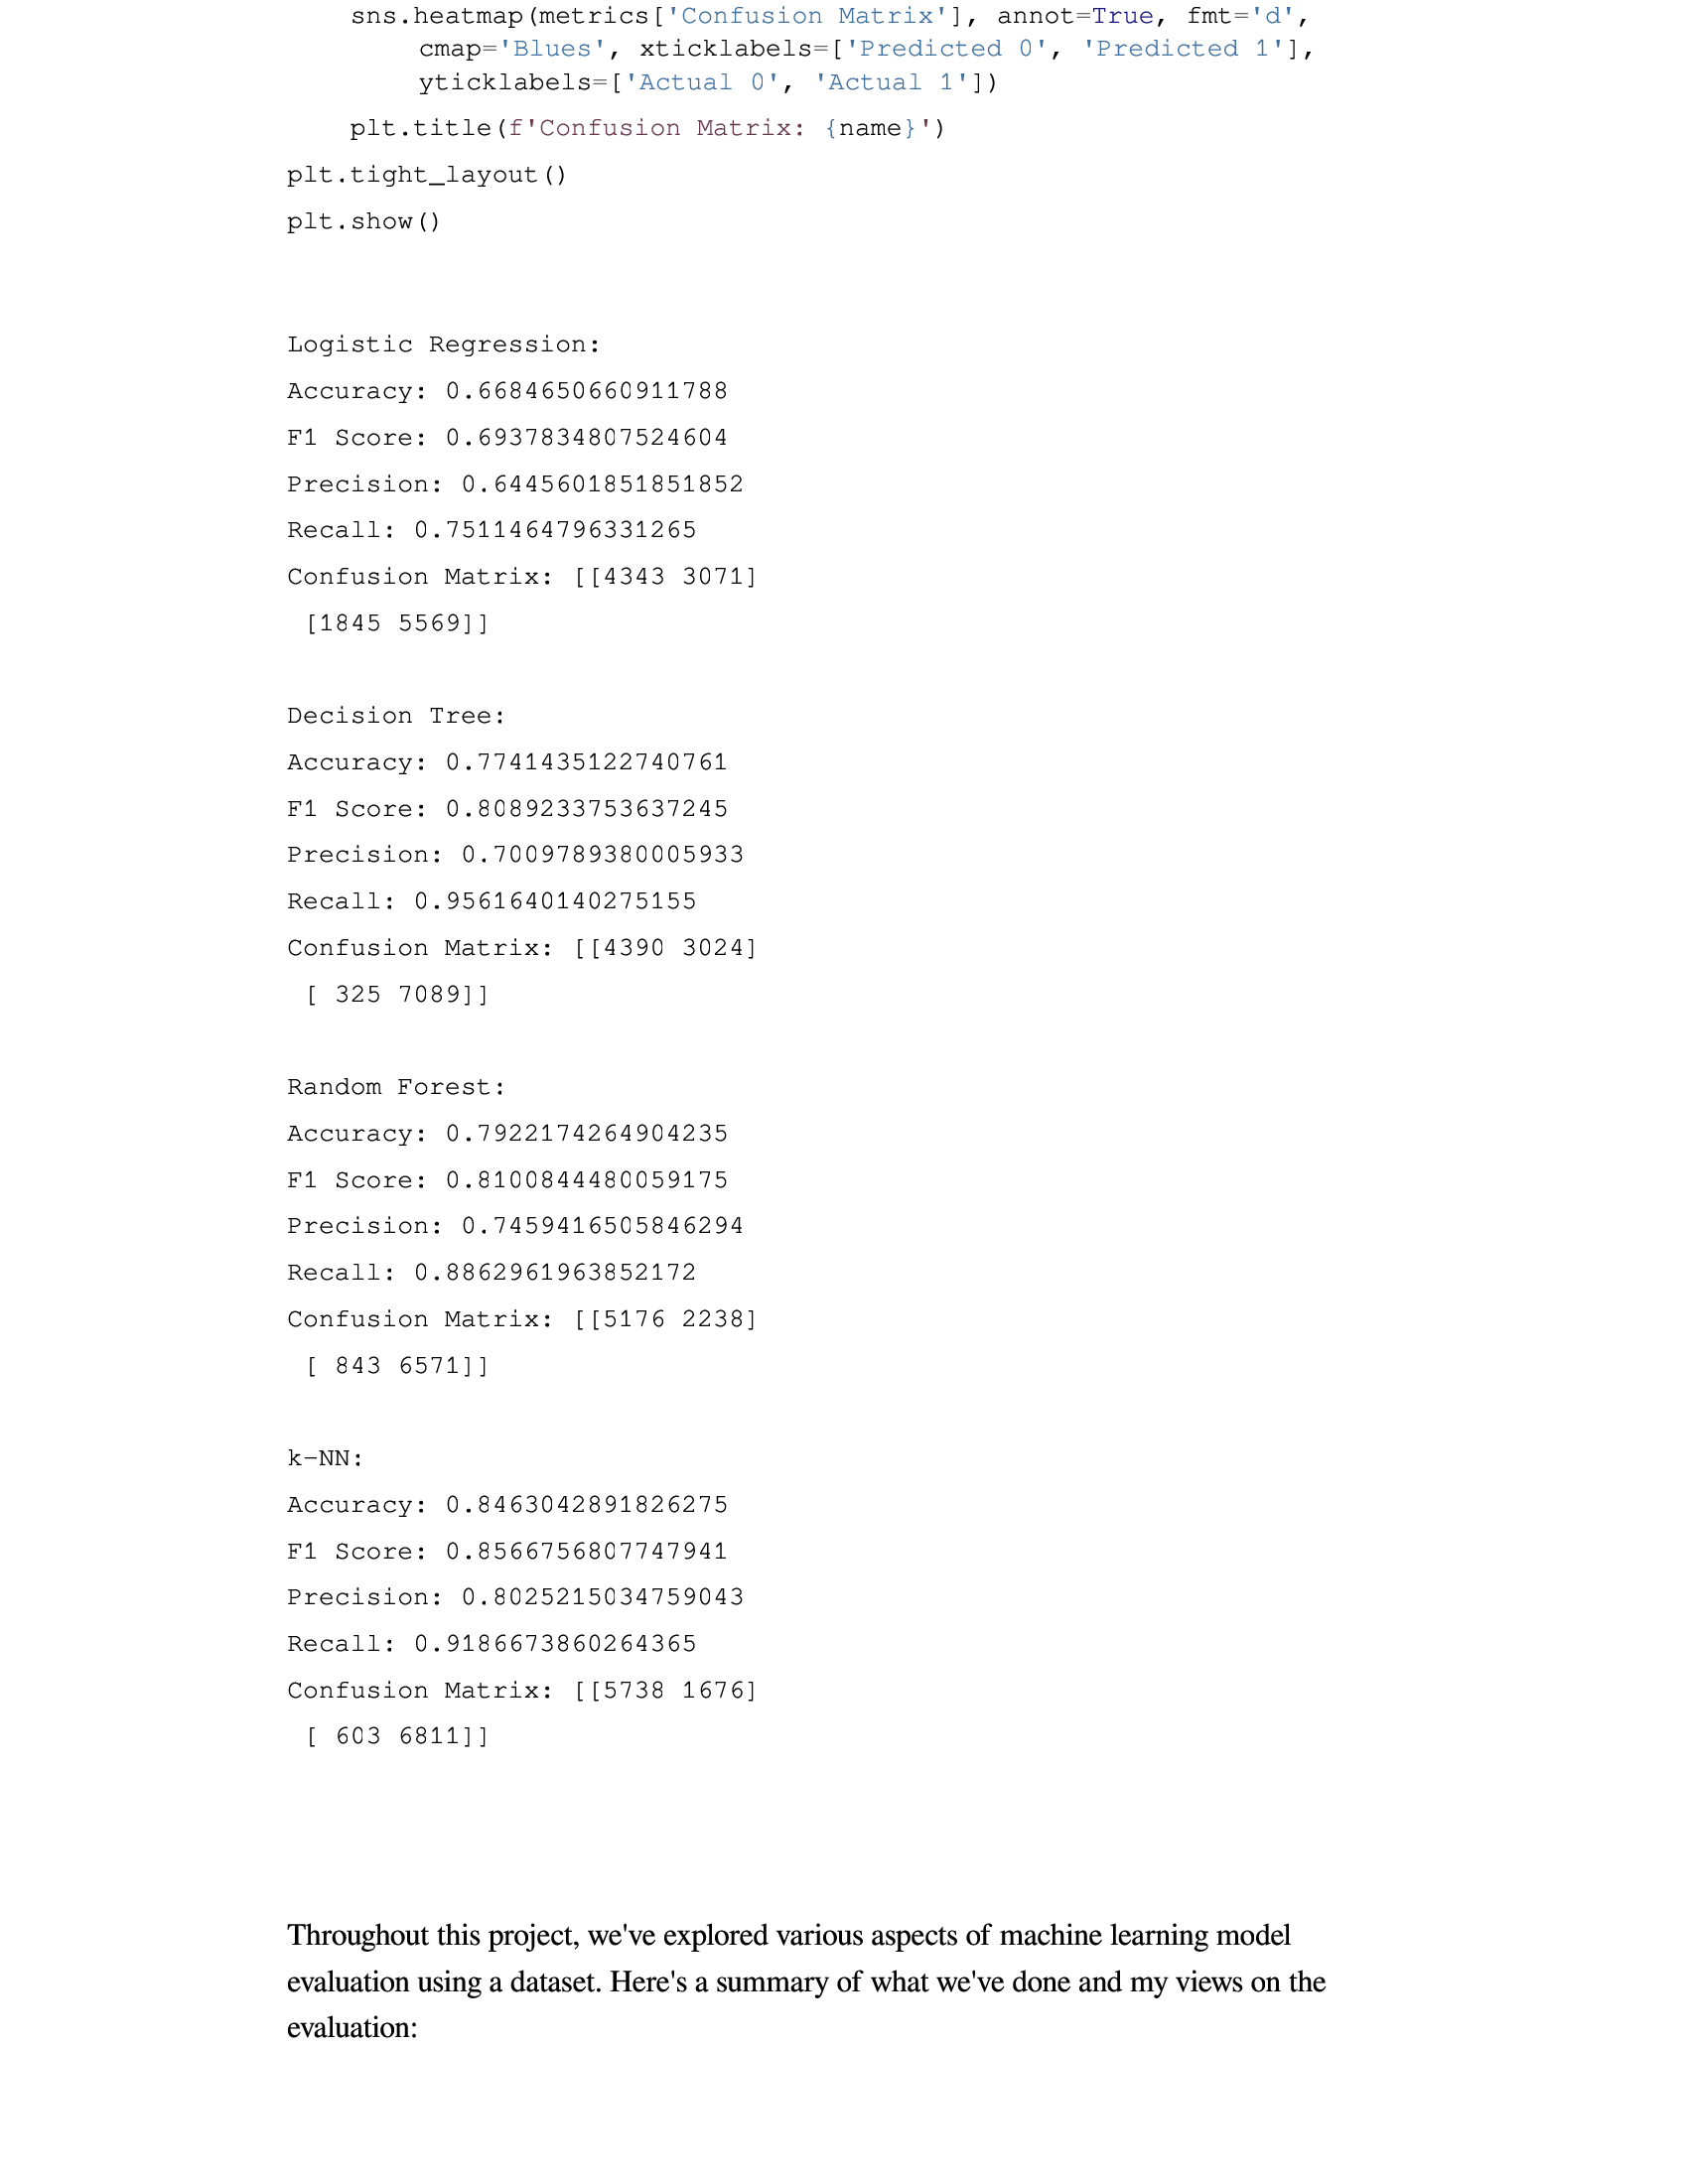 sns.heatmap(metrics['Confusion Matrix'], annot=True, fmt='d',
cmap='Blues', xticklabels=['Predicted 0', 'Predicted 1'],
yticklabels=['Actual 0', 'Actual 1'])
plt.title(f'Confusion Matrix: {name}')
plt.tight_layout()
plt.show()
Logistic Regression:
Accuracy: 0.6684650660911788
F1 Score: 0.6937834807524604
Precision: 0.6445601851851852
Recall: 0.7511464796331265
Confusion Matrix: [[4343 3071]
[1845 5569]]
Decision Tree:
Accuracy: 0.7741435122740761
F1 Score: 0.8089233753637245
Precision: 0.7009789380005933
Recall: 0.9561640140275155
Confusion Matrix: [[4390 3024]
[ 325 7089]]
Random Forest:
Accuracy: 0.7922174264904235
F1 Score: 0.8100844480059175
Precision: 0.7459416505846294
Recall: 0.8862961963852172
Confusion Matrix: [[5176 2238]
[ 843 6571]]
k-NN:
Accuracy: 0.8463042891826275
F1 Score: 0.8566756807747941
Precision: 0.8025215034759043
Recall: 0.9186673860264365
Confusion Matrix: [[5738 1676]
[ 603 6811]]
Throughout this project, we've explored various aspects of machine learning model
evaluation using a dataset. Here's a summary of what we've done and my views on the
evaluation: